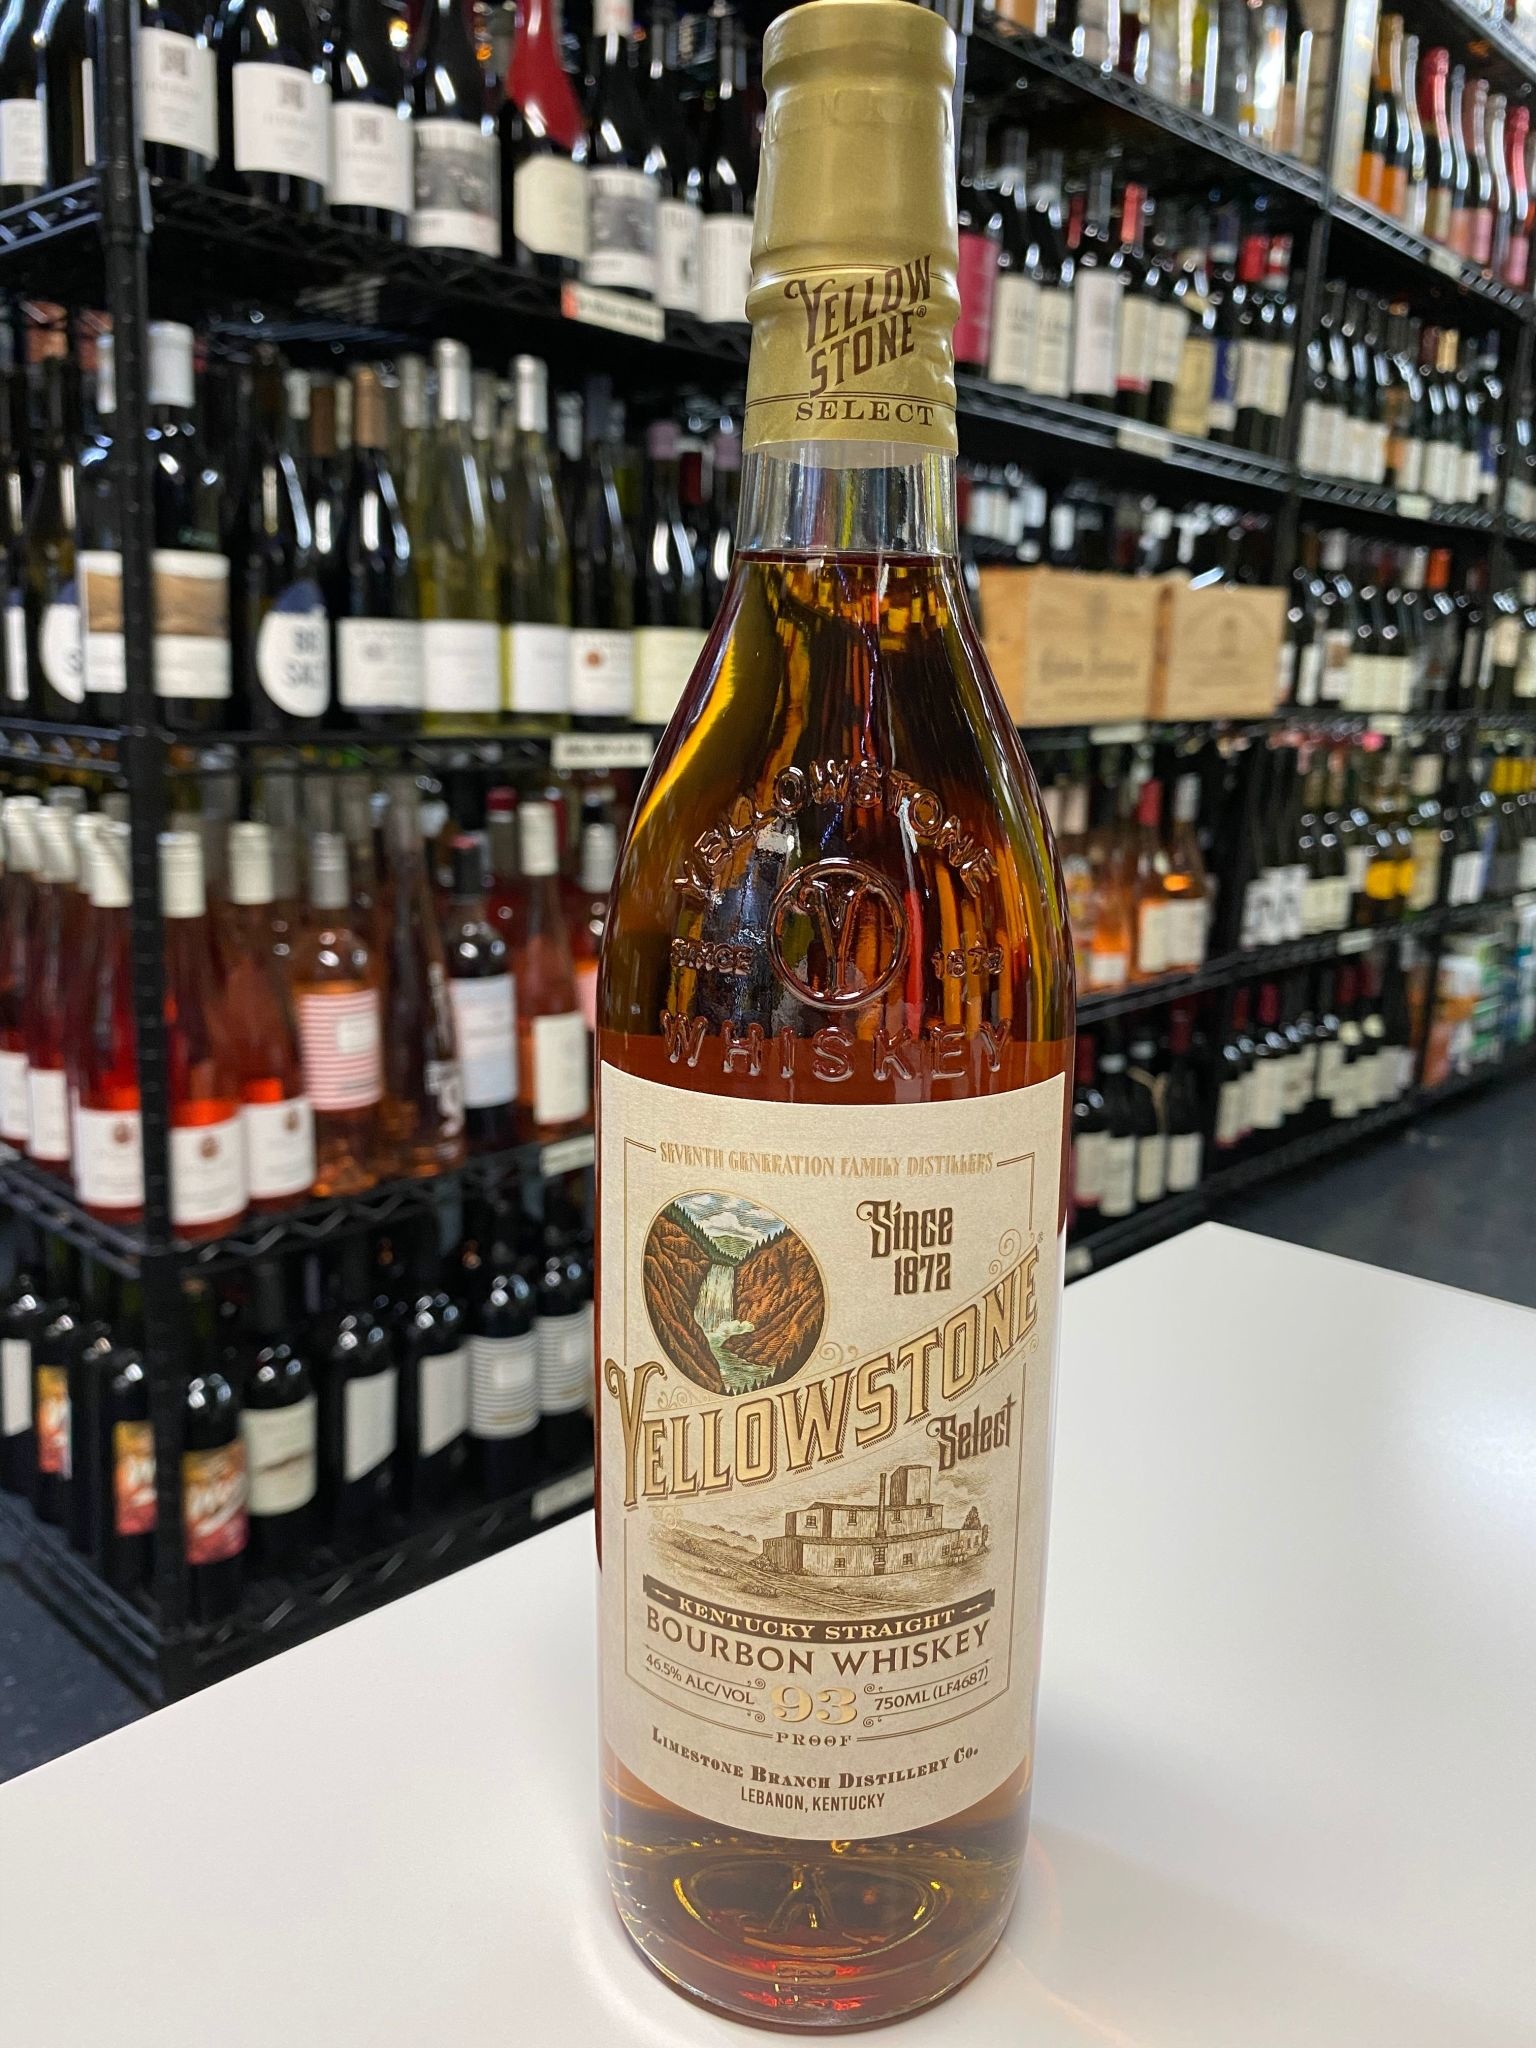 YELLOW
STONE®
SELECT
YELLOWSTONE
Y
SINCE 1872
WHISKEY
SEVENTH GENERATION FAMILY DISTILLERS
Since
1872
YELLOWSTONE®
Select
KENTUCKY STRAIGHT
BOURBON WHISKEY
46.5% ALC/VOL 93 750ML (LF4687)
PROOF
LIMESTONE BRANCH DISTILLERY CO.
LEBANON, KENTUCKY